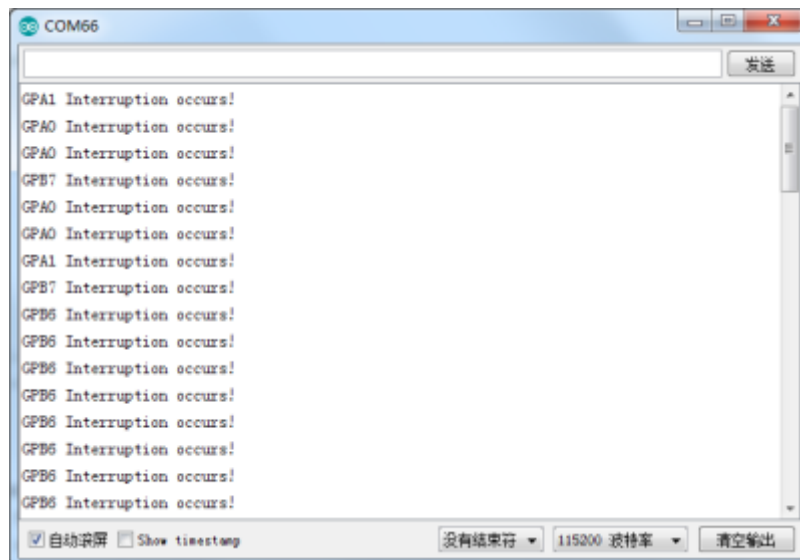 COM66
发送
GPA1 Interruption occurs!
GPA0 Interruption occurs!
GPA0 Interruption occurs!
GPB7 Interruption occurs!
GPA0 Interruption occurs!
GPA0 Interruption occurs!
GPA1 Interruption occurs!
GPB7 Interruption occurs!
GPB6 Interruption occurs!
GPB6 Interruption occurs!
GPB6 Interruption occurs!
GPB6 Interruption occurs!
GPB6 Interruption occurs!
GPB6 Interruption occurs!
GPB6 Interruption occurs!
GPB6 Interruption occurs!
自动滚屏 Show timestamp 没有结束符 115200 波特率 清空输出